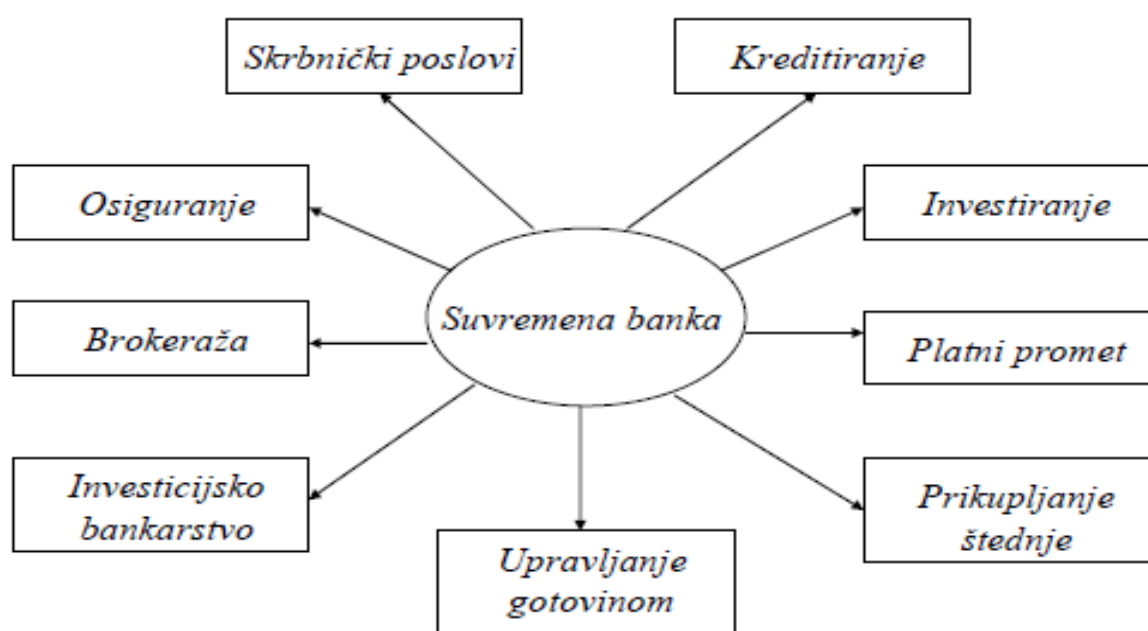 Skrbnički poslovi
Kreditiranje
Osiguranje
Investiranje
Suvremena banka
Brokeraža
Platni promet
Investicijsko
bankarstvo
Prikupljanje
štednje
Upravljanje
gotovinom